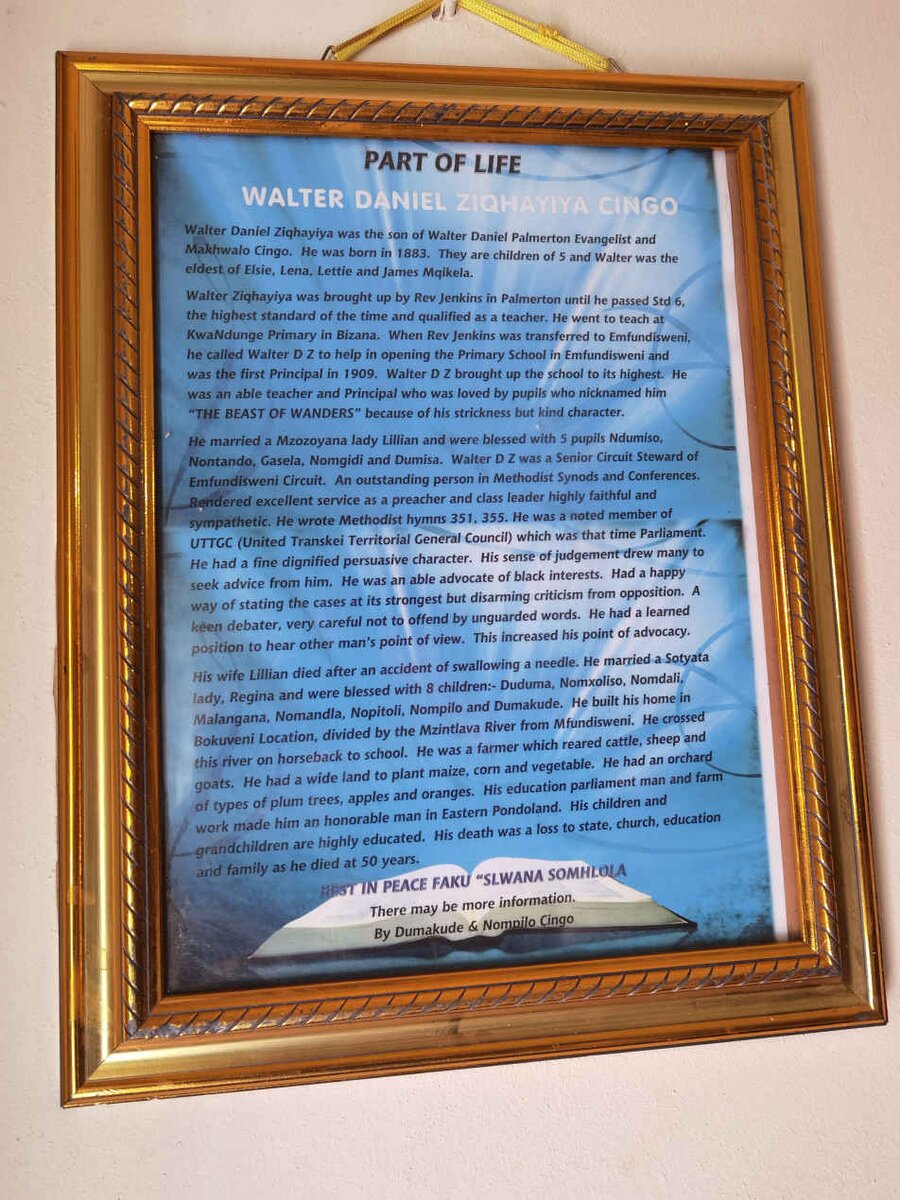 PART OF LIFE
WALTER DANIEL ZIQHAYIYA CINGO
Walter Daniel Ziqhayiya was the son of Walter Daniel Palmerton Evangelist and
Makhwalo Cingo. He was born in 1883. They are children of 5 and Walter was the
eldest of Elsie, Lena, Lettie and James Mqikela.
Walter Ziqhayiya was brought up by Rev Jenkins in Palmerton until he passed Std 6,
the highest standard of the time and qualified as a teacher. He went to teach at
KwaNdunge Primary in Bizana. When Rev Jenkins was transferred to Emfundisweni,
he called Walter D Z to help in opening the Primary School in Emfundisweni and
was the first Principal in 1909. Walter D Z brought up the school to its highest. He
was an able teacher and Principal who was loved by pupils who nicknamed him
“THE BEAST OF WANDERS” because of his strickness but kind character.
He married a Mzozoyana lady Lillian and were blessed with 5 pupils Ndumiso,
Nontando, Gasela, Nomgidi and Dumisa. Walter D Z was a Senior Circuit Steward of
Emfundisweni Circuit. An outstanding person in Methodist Synods and Conferences.
Rendered excellent service as a preacher and class leader highly faithful and
sympathetic. He wrote Methodist hymns 351, 355. He was a noted member of
UTTGC (United Transkei Territorial General Council) which was that time Parliament.
He had a fine dignified persuasive character. His sense of judgement drew many to
seek advice from him. He was an able advocate of black interests. Had a happy
way of stating the cases at its strongest but disarming criticism from opposition. A
keen debater, very careful not to offend by unguarded words. He had a learned
position to hear other man’s point of view. This increased his point of advocacy.
His wife Lillian died after an accident of swallowing a needle. He married a Sotyata
lady, Regina and were blessed with 8 children:- Duduma, Nomxoliso, Nomdali,
Malangana, Nomandla, Nopitoli, Nompilo and Dumakude. He built his home in
Bokuveni Location, divided by the Mzintlava River from Mfundisweni. He crossed
this river on horseback to school. He was a farmer which reared cattle, sheep and
goats. He had a wide land to plant maize, corn and vegetable. He had an orchard
of types of plum trees, apples and oranges. His education parliament man and farm
work made him an honorable man in Eastern Pondoland. His children and
grandchildren are highly educated. His death was a loss to state, church, education
and family as he died at 50 years.
REST IN PEACE FAKU “SLWANA SOMHLOLA
There may be more information.
By Dumakude & Nompilo Cingo